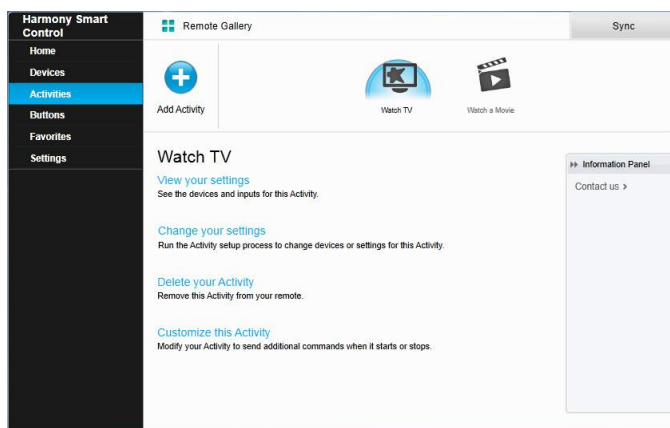 Harmony Smart
Control
Remote Gallery
Sync
Home
Devices
Activities
Buttons
Favorites
Settings
Add Activity
Watch TV
Watch a Movie
Watch TV
View your settings
See the devices and inputs for this Activity.
Change your settings
Run the Activity setup process to change devices or settings for this Activity.
Delete your Activity
Remove this Activity from your remote.
Customize this Activity
Modify your Activity to send additional commands when it starts or stops.
Information Panel
Contact us >